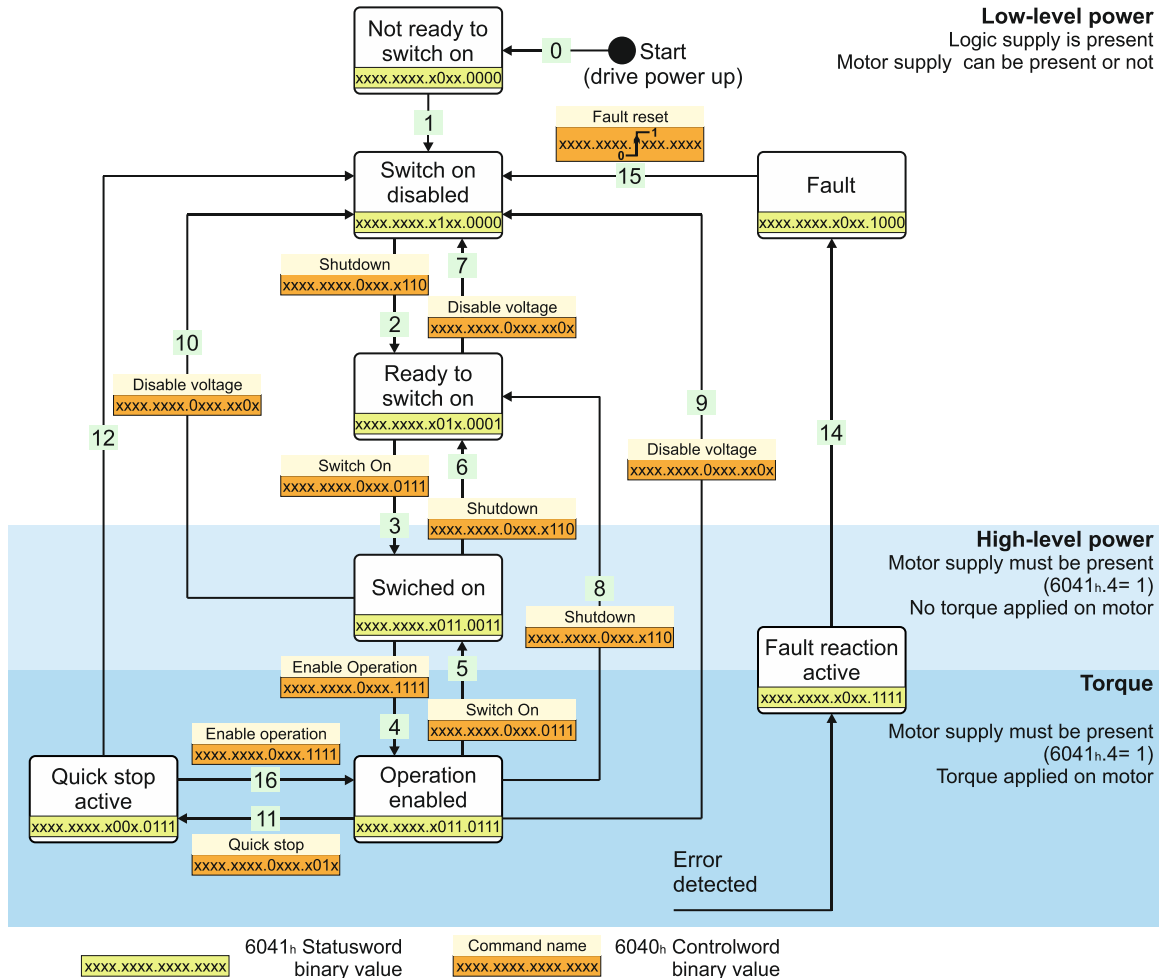 Low-level power
Logic supply is present
Motor supply can be present or not
Not ready to
switch on
xxxx.xxxx.x0xx.0000
0
Start
(drive power up)
1
Fault reset
xxxx.xxxx. xxx.xxxx
0
1
15
Switch on
disabled
xxxx.xxxx.x1xx.0000
Fault
xxxx.xxxx.x0xx.1000
Shutdown
xxxx.xxxx.0xxx.x110
2
7
Disable voltage
xxxx.xxxx.0xxx.xx0x
10
Disable voltage
xxxx.xxxx.0xxx.xx0x
12
Ready to
switch on
xxxx.xxxx.x01x.0001
9
Disable voltage
xxxx.xxxx.0xxx.xx0x
14
Switch On
xxxx.xxxx.0xxx.0111
3
6
Shutdown
xxxx.xxxx.0xxx.x110
High-level power
Motor supply must be present
(6041h.4= 1)
No torque applied on motor
Swiched on
xxxx.xxxx.x011.0011
8
Shutdown
xxxx.xxxx.0xxx.x110
Fault reaction
active
xxxx.xxxx.x0xx.1111
Enable Operation
xxxx.xxxx.0xxx.1111
4
5
Switch On
xxxx.xxxx.0xxx.0111
Torque
Motor supply must be present
(6041h.4= 1)
Torque applied on motor
Enable operation
xxxx.xxxx.0xxx.1111
16
Quick stop
active
xxxx.xxxx.x00x.0111
Operation
enabled
xxxx.xxxx.x011.0111
11
Quick stop
xxxx.xxxx.0xxx.x01x
Error
detected
xxxx.xxxx.xxxx.xxxx
6041h Statusword
binary value
Command name
xxxx.xxxx.xxxx.xxxx
6040h Controlword
binary value